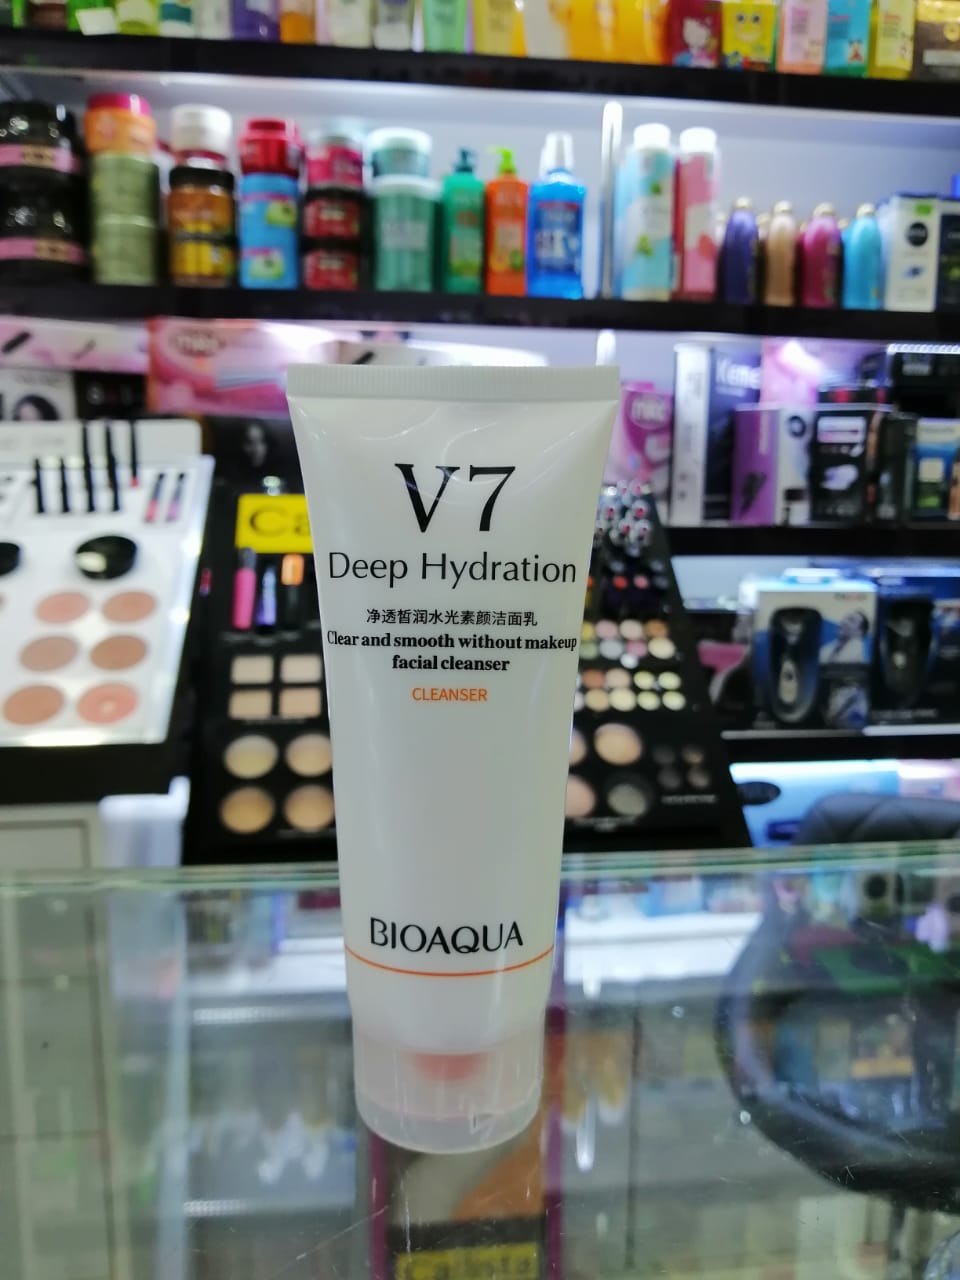 V7
Deep Hydration
净透皙润水光素颜洁面乳
Clear and smooth without makeup
facial cleanser
CLEANSER
BIOAQUA